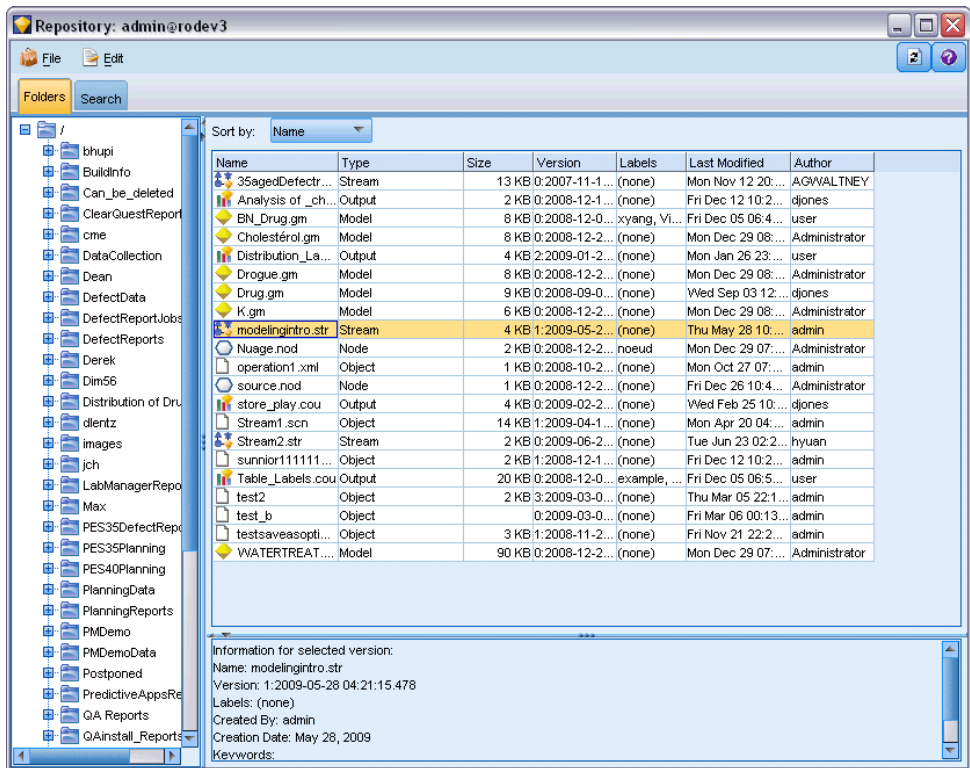 Repository: admin@rodev3
File Edit
Folders Search
/
bhupi
BuildInfo
Can_be_deleted
ClearQuestReport
cme
DataCollection
Dean
DefectData
DefectReportJobs
DefectReports
Derek
Dim56
Distribution of Dru
dlentz
images
jch
LabManagerRepo
Max
PES35DefectRepo
PES35Planning
PES40Planning
PlanningData
PlanningReports
PMDemo
PMDemoData
Postponed
PredictiveAppsRe
QA Reports
QAinstall_Reports
Sort by: Name
Name Type Size Version Labels Last Modified Author
35agedDefectr... Stream 13 KB 0:2007-11-1... (none) Mon Nov 12 20:... AGWALTNEY
Analysis of _ch... Output 2 KB 0:2008-12-1... (none) Fri Dec 12 10:2... djones
BN_Drug.gm Model 8 KB 0:2008-12-0... xyang, Vi... Fri Dec 05 06:4... user
Cholestérol.gm Model 8 KB 0:2008-12-2... (none) Mon Dec 29 08:... Administrator
Distribution_La... Output 4 KB 2:2009-01-2... (none) Mon Jan 26 23:... user
Drogue.gm Model 8 KB 0:2008-12-2... (none) Mon Dec 29 08:... Administrator
Drug.gm Model 9 KB 0:2008-09-0... (none) Wed Sep 03 12:... djones
K.gm Model 6 KB 0:2008-12-2... (none) Mon Dec 29 08:... Administrator
modelingintro.str Stream 4 KB 1:2009-05-2... (none) Thu May 28 10:... admin
Nuage.nod Node 2 KB 0:2008-12-2... noeud Mon Dec 29 07:... Administrator
operation1.xml Object 1 KB 0:2008-10-2... (none) Mon Oct 27 07:... admin
source.nod Node 1 KB 0:2008-12-2... (none) Fri Dec 26 10:4... Administrator
store_play.cou Output 4 KB 0:2009-02-2... (none) Wed Feb 25 10:... djones
Stream1.scn Object 14 KB 1:2009-04-1... (none) Mon Apr 20 04:... admin
Stream2.str Stream 2 KB 0:2009-06-2... (none) Tue Jun 23 02:2... hyuan
sunnior111111... Object 2 KB 1:2008-12-1... (none) Fri Dec 12 10:2... admin
Table_Labels.cou Output 20 KB 0:2008-12-0... example, ... Fri Dec 05 06:5... user
test2 Object 2 KB 3:2009-03-0... (none) Thu Mar 05 22:1... admin
test_b Object 0:2009-03-0... (none) Fri Mar 06 00:13... admin
testsaveasopti... Object 3 KB 1:2008-11-2... (none) Fri Nov 21 22:2... admin
WATERTREAT.... Model 90 KB 0:2008-12-2... (none) Mon Dec 29 07:... Administrator
Information for selected version:
Name: modelingintro.str
Version: 1:2009-05-28 04:21:15.478
Labels: (none)
Created By: admin
Creation Date: May 28, 2009
Keywords: